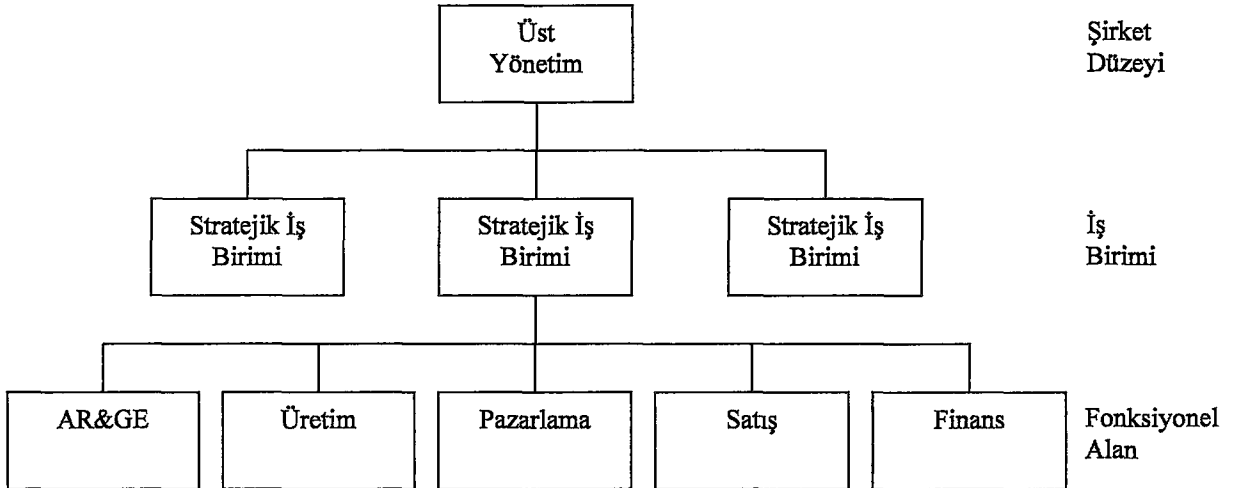 Üst
Yönetim
Şirket
Düzeyi
Stratejik İş
Birimi
Stratejik İş
Birimi
Stratejik İş
Birimi
İş
Birimi
AR&GE
Üretim
Pazarlama
Satış
Finans
Fonksiyonel
Alan